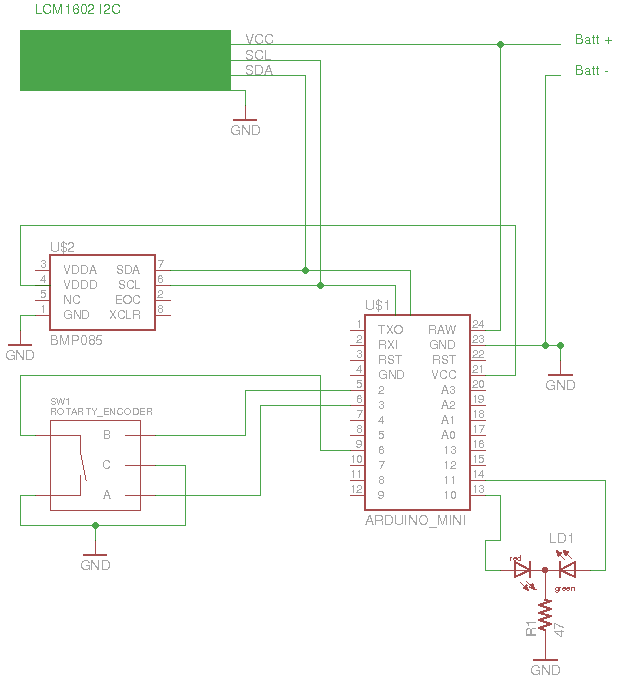 LCM1602 I2C
VCC
SCL
SDA
Batt +
Batt -
GND
U$2
3 VDDA SDA 7
4 VDDD SCL 6
5 NC EOC 2
1 GND XCLR 8
BMP085
GND
U$1
1 TXO RAW 24
2 RXI GND 23
3 RST RST 22
4 GND VCC 21
5 2 A3 20
6 3 A2 19
7 4 A1 18
8 5 A0 17
9 6 13 16
10 7 12 15
11 8 11 14
12 9 10 13
ARDUINO_MINI
GND
SW1
ROTARTY_ENCODER
B
C
A
GND
LD1
red
green
R1
47
GND